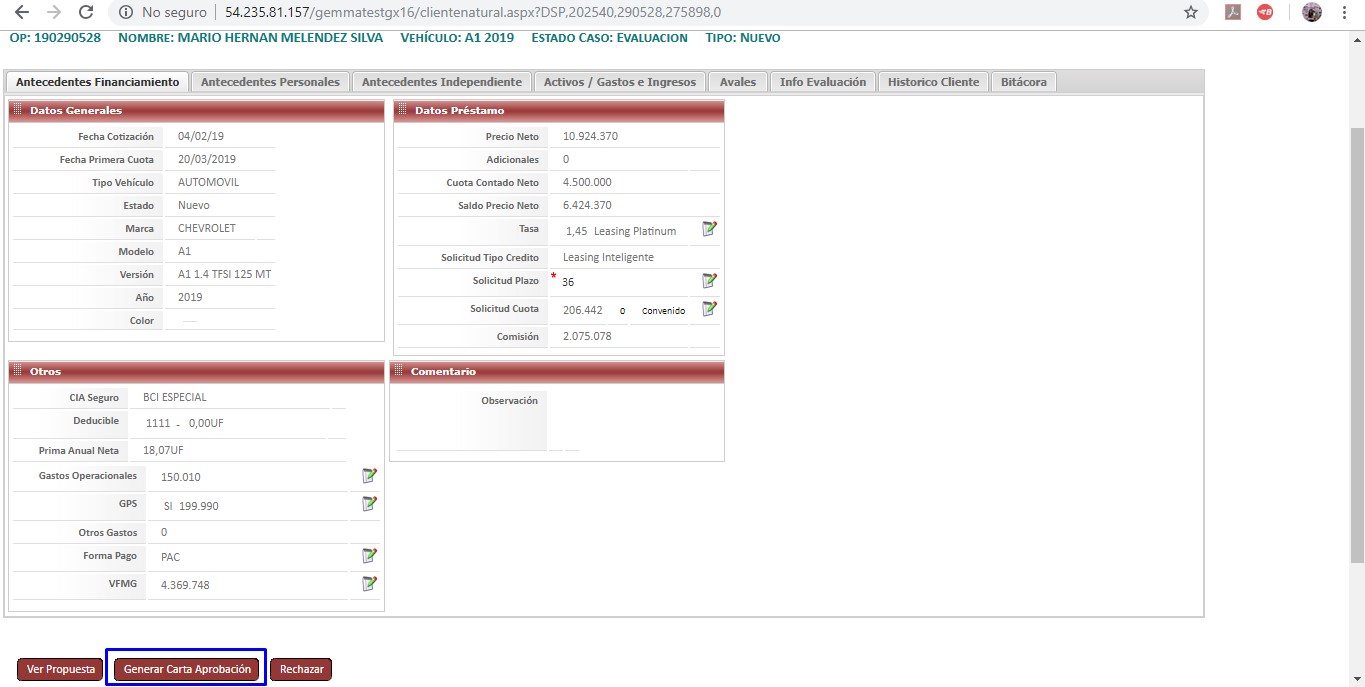 No seguro | 54.235.81.157/gemmatestgx16/clientenatural.aspx?DSP,202540,290528,275898,0
OP: 190290528 NOMBRE: MARIO HERNAN MELENDEZ SILVA VEHÍCULO: A1 2019 ESTADO CASO: EVALUACION TIPO: NUEVO
Antecedentes Financiamiento Antecedentes Personales Antecedentes Independiente Activos / Gastos e Ingresos Avales Info Evaluación Historico Cliente Bitácora
Datos Generales
Fecha Cotización 04/02/19
Fecha Primera Cuota 20/03/2019
Tipo Vehículo AUTOMOVIL
Estado Nuevo
Marca CHEVROLET
Modelo A1
Versión A1 1.4 TFSI 125 MT
Año 2019
Color
Datos Préstamo
Precio Neto 10.924.370
Adicionales 0
Cuota Contado Neto 4.500.000
Saldo Precio Neto 6.424.370
Tasa 1,45 Leasing Platinum
Solicitud Tipo Credito Leasing Inteligente
Solicitud Plazo * 36
Solicitud Cuota 206.442 0 Convenido
Comisión 2.075.078
Otros
CIA Seguro BCI ESPECIAL
Deducible 1111 - 0,00UF
Prima Anual Neta 18,07UF
Gastos Operacionales 150.010
GPS SI 199.990
Otros Gastos 0
Forma Pago PAC
VFMG 4.369.748
Comentario
Observación
Ver Propuesta Generar Carta Aprobación Rechazar